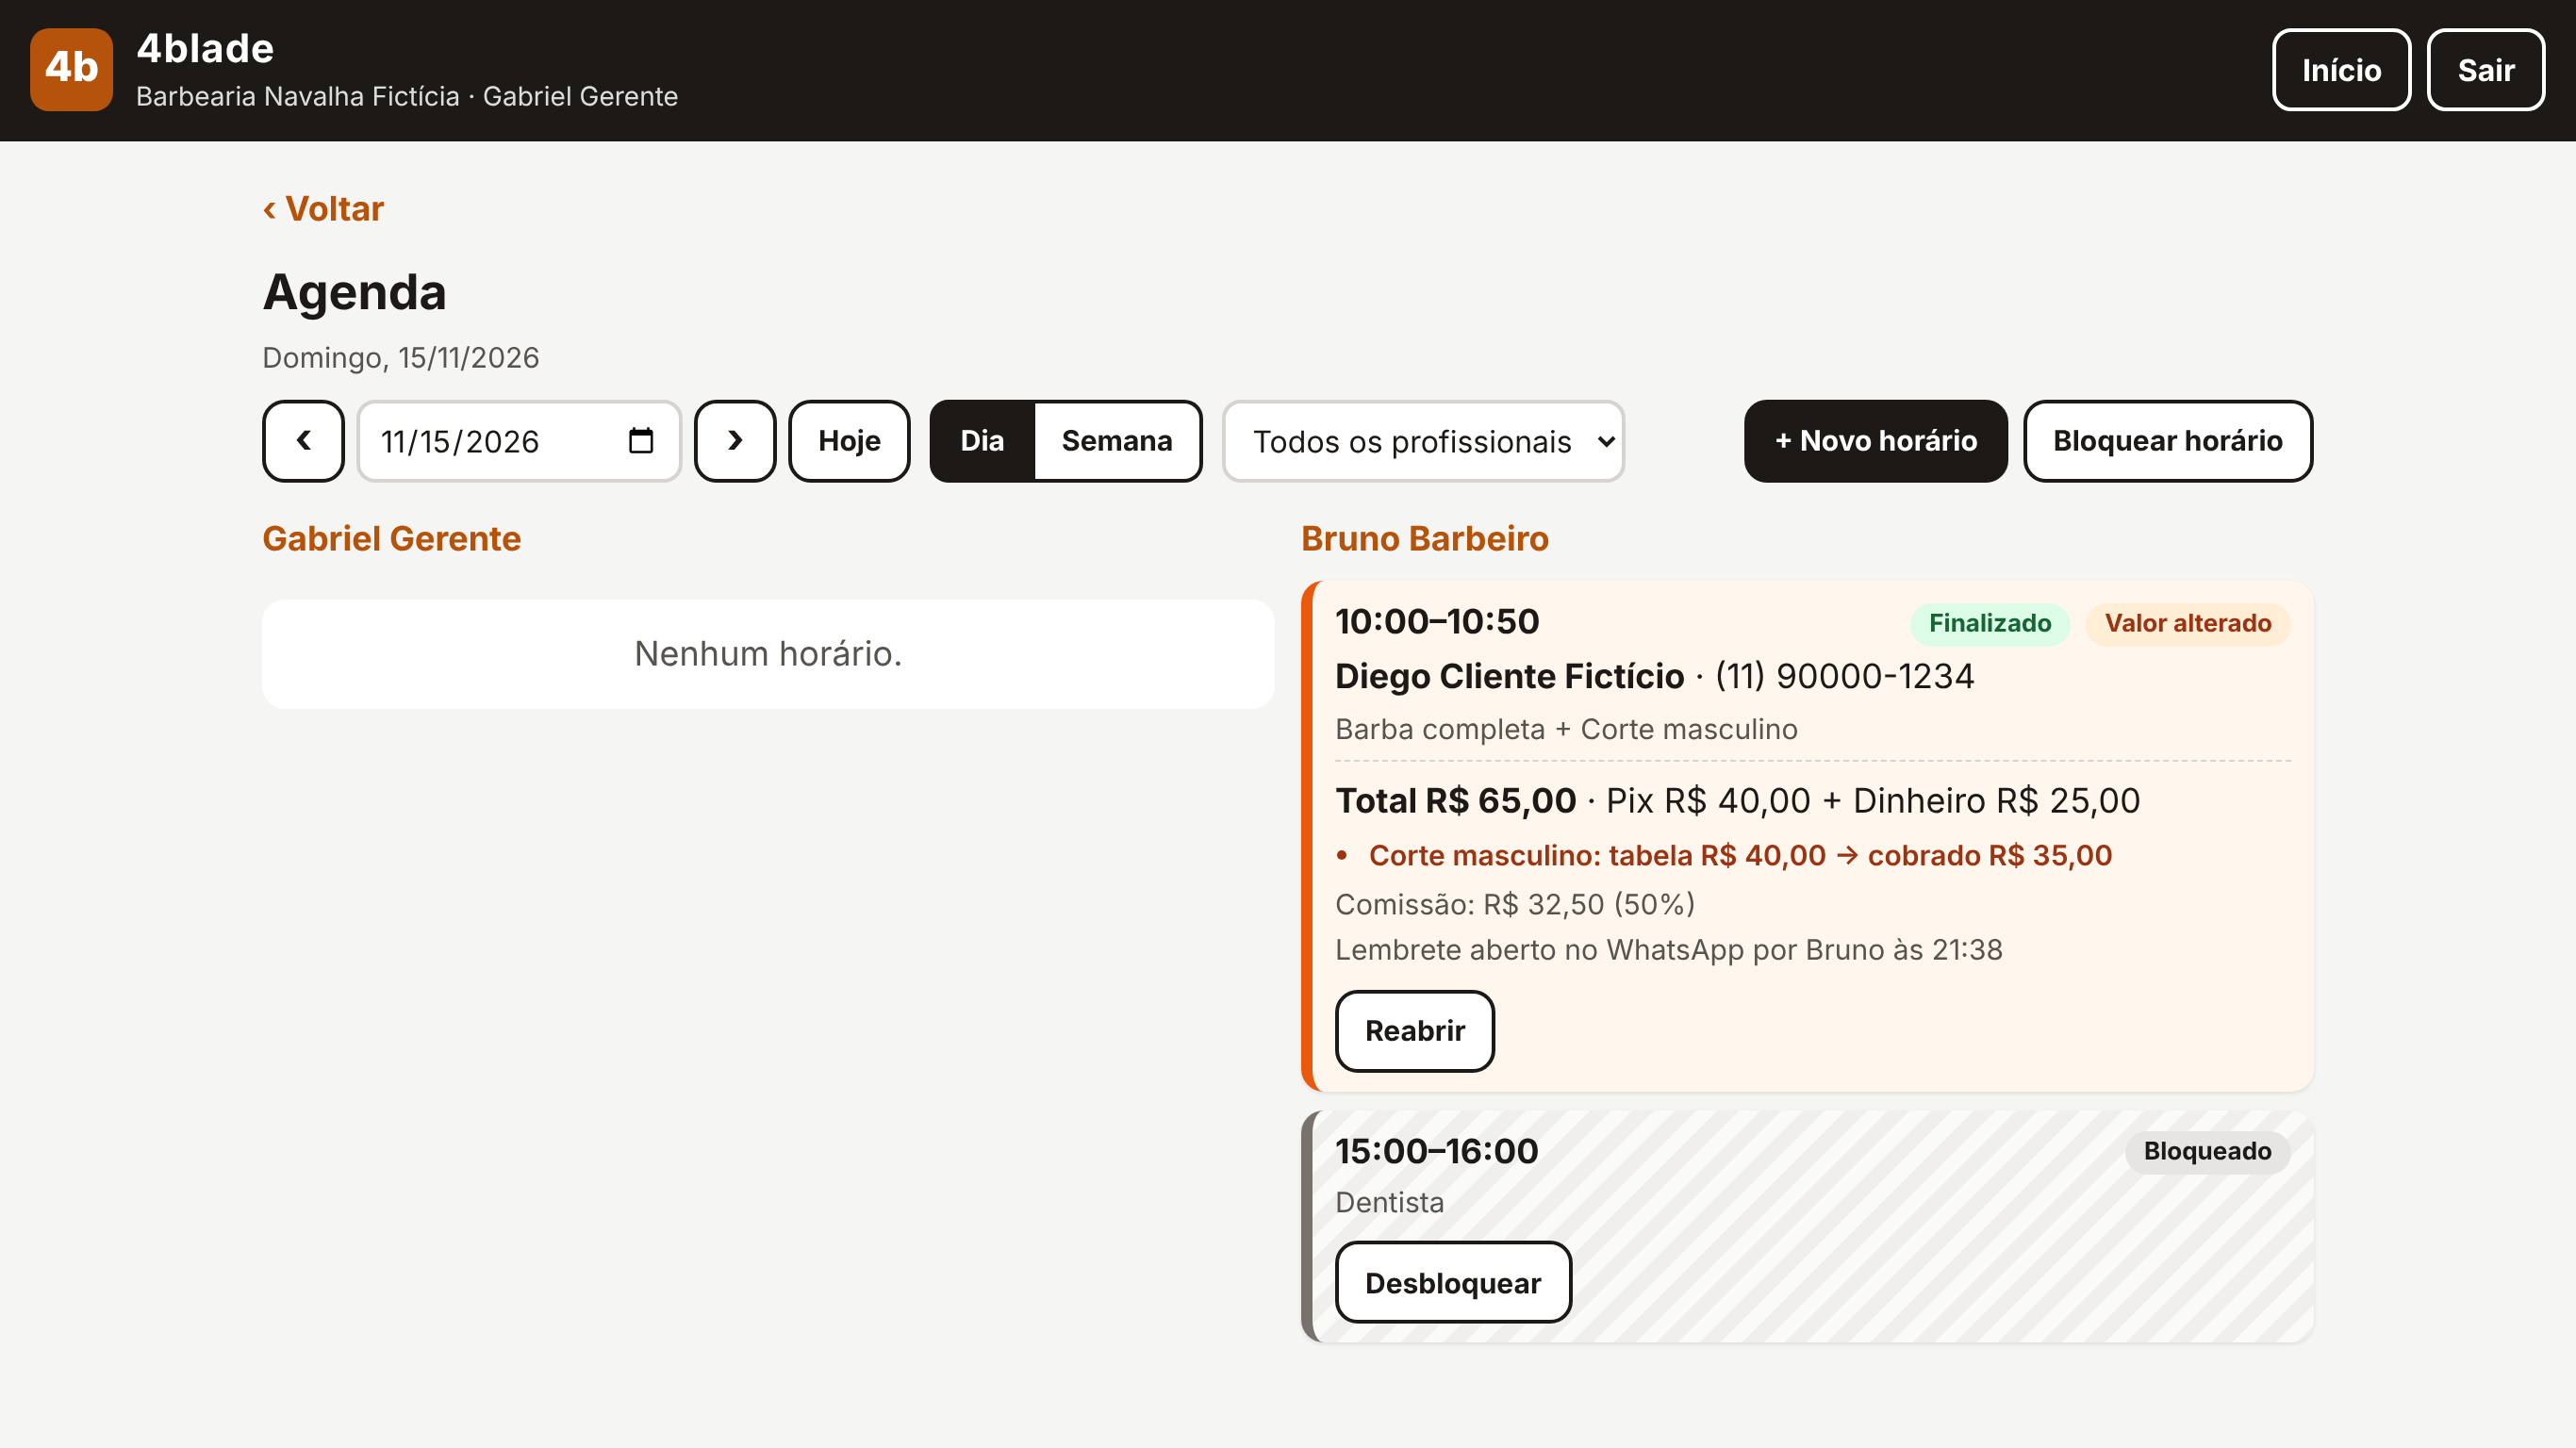 4b
4blade
Barbearia Navalha Fictícia · Gabriel Gerente
Início
Sair
‹ Voltar
Agenda
Domingo, 15/11/2026
‹
11/15/2026
›
Hoje
Dia
Semana
Todos os profissionais
+ Novo horário
Bloquear horário
Gabriel Gerente
Nenhum horário.
Bruno Barbeiro
10:00–10:50
Finalizado
Valor alterado
Diego Cliente Fictício · (11) 90000-1234
Barba completa + Corte masculino
Total R$ 65,00 · Pix R$ 40,00 + Dinheiro R$ 25,00
• Corte masculino: tabela R$ 40,00 → cobrado R$ 35,00
Comissão: R$ 32,50 (50%)
Lembrete aberto no WhatsApp por Bruno às 21:38
Reabrir
15:00–16:00
Bloqueado
Dentista
Desbloquear